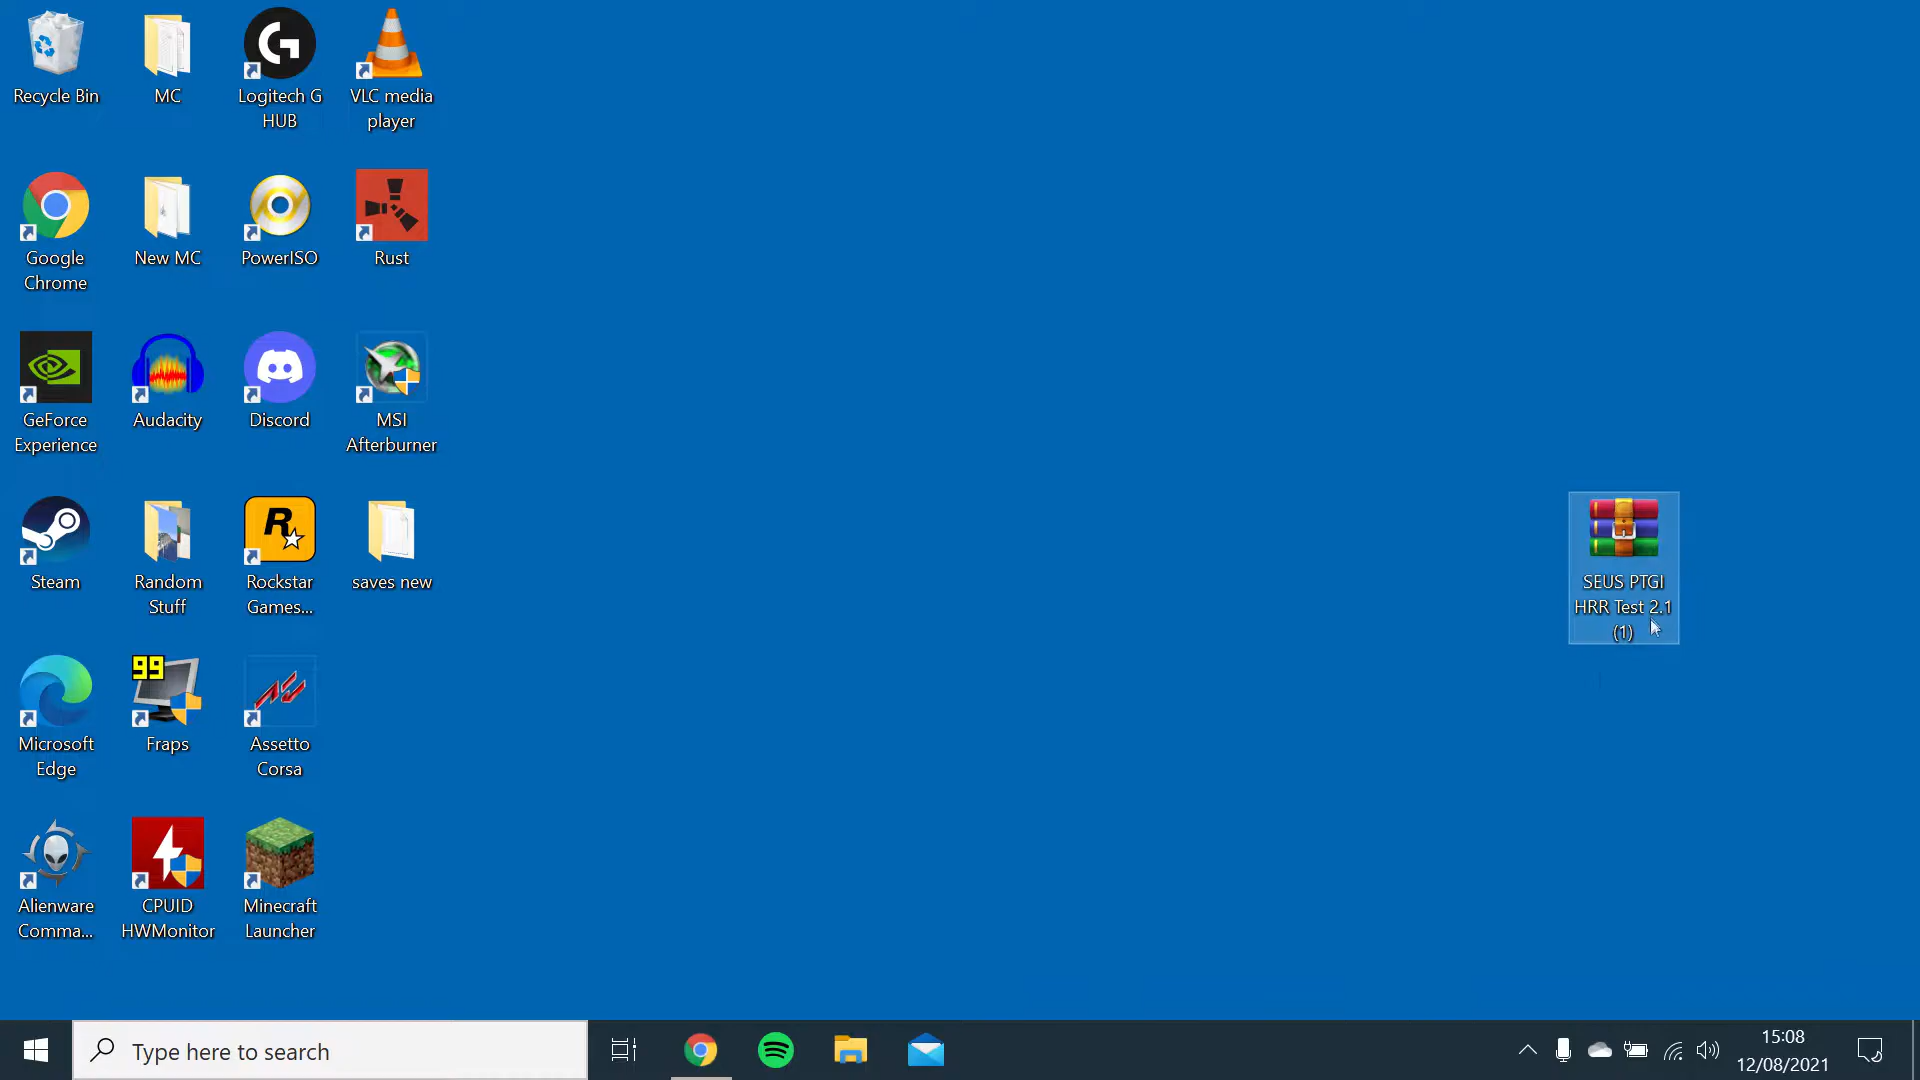 Recycle Bin
MC
Logitech G
HUB
VLC media
player
Google
Chrome
New MC
PowerISO
Rust
GeForce
Experience
Audacity
Discord
MSI
Afterburner
Steam
Random
Stuff
R
Rockstar
Games...
saves new
SEUS PTGI
HRR Test 2.1
(1)
Microsoft
Edge
99
Fraps
Assetto
Corsa
Alienware
Comma...
CPUID
HWMonitor
Minecraft
Launcher
Type here to search
15:08
12/08/2021